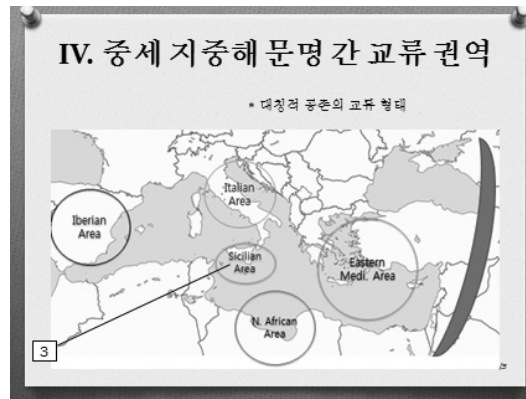 IV. 중세 지중해 문명 간 교류 권역
* 대칭적 공존의 교류 형태
Italian
Area
Iberian
Area
Sicilian
Area
Eastern
Medi. Area
N. African
Area
3